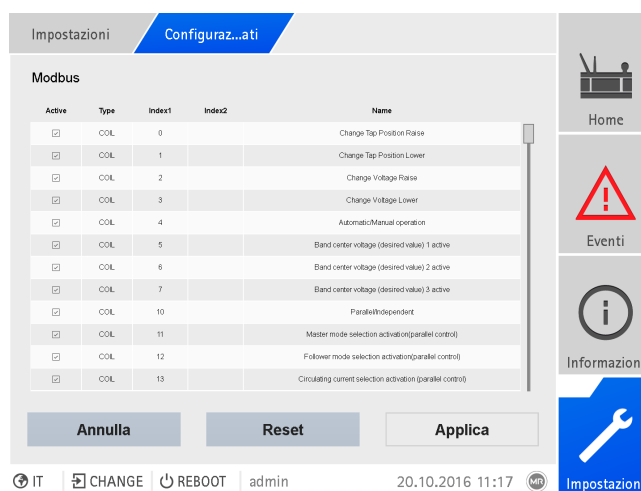 Impostazioni Configuraz...ati
Modbus
Active Type Index1 Index2 Name
COIL 0 Change Tap Position Raise
COIL 1 Change Tap Position Lower
COIL 2 Change Voltage Raise
COIL 3 Change Voltage Lower
COIL 4 Automatic/Manual operation
COIL 5 Band center voltage (desired value) 1 active
COIL 6 Band center voltage (desired value) 2 active
COIL 7 Band center voltage (desired value) 3 active
COIL 10 Parallel/Independent
COIL 11 Master mode selection activation(parallel control)
COIL 12 Follower mode selection activation(parallel control)
COIL 13 Circulating current selection activation (parallel control)
Annulla Reset Applica
IT CHANGE REBOOT admin 20.10.2016 11:17 MR
Home
Eventi
Informazion
Impostazion